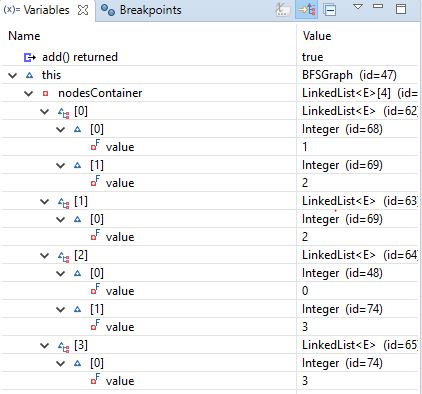 (x)= Variables Breakpoints
Name Value
add() returned true
this BFSGraph (id=47)
nodesContainer LinkedList<E>[4] (id=
[0] LinkedList<E> (id=62)
[0] Integer (id=68)
F value 1
[1] Integer (id=69)
F value 2
[1] LinkedList<E> (id=63)
[0] Integer (id=69)
F value 2
[2] LinkedList<E> (id=64)
[0] Integer (id=48)
F value 0
[1] Integer (id=74)
F value 3
[3] LinkedList<E> (id=65)
[0] Integer (id=74)
F value 3